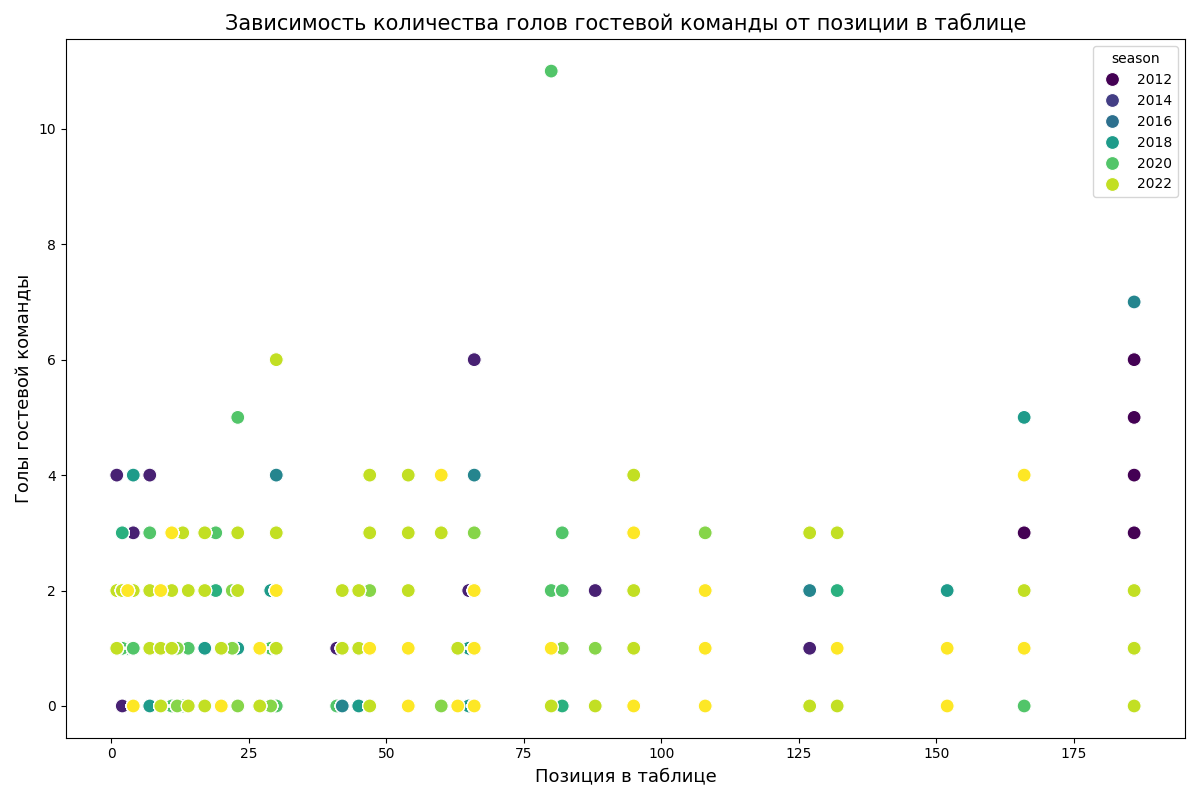 Зависимость количества голов гостевой команды от позиции в таблице
season
2012
2014
2016
2018
2020
2022
Голы гостевой команды
10
8
6
4
2
0
0 25 50 75 100 125 150 175
Позиция в таблице